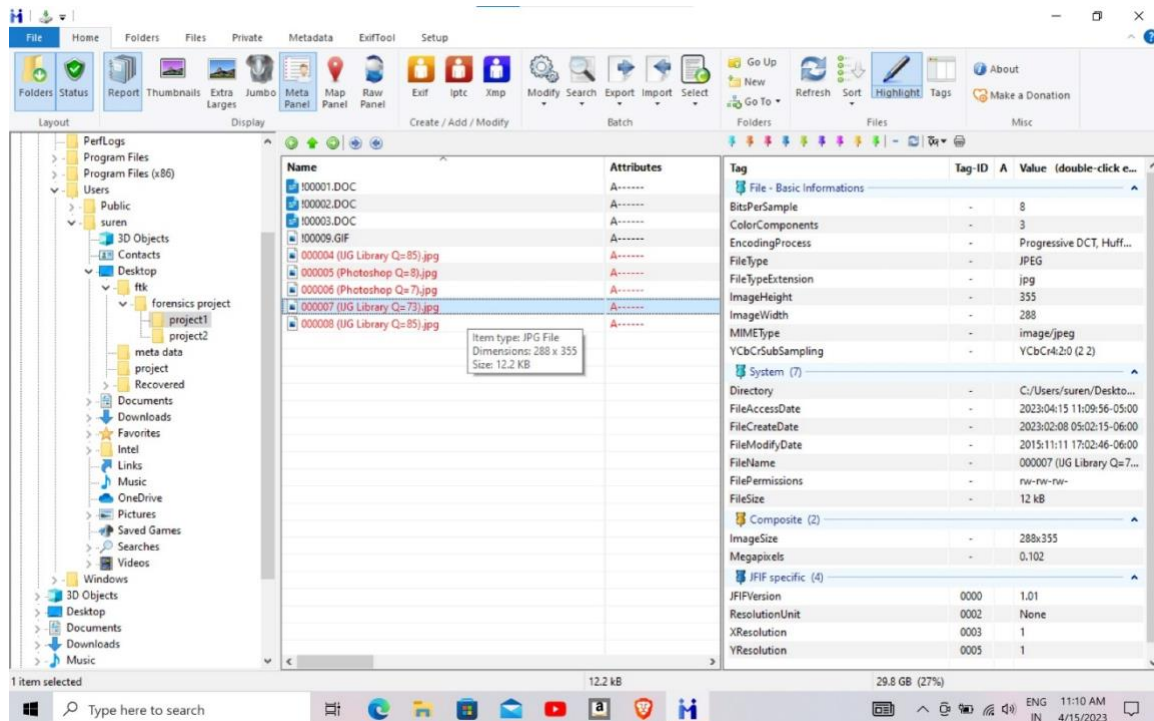 File Home Folders Files Private Metadata ExifTool Setup
Folders Status Report Thumbnails Extra Larges Jumbo Meta Panel Map Panel Raw Panel Exif Iptc Xmp Modify Search Export Import Select Go Up New Go To Refresh Sort Highlight Tags About Make a Donation
Layout Display Create / Add / Modify Batch Folders Files Misc
PerfLogs
Program Files
Program Files (x86)
Users
Public
suren
3D Objects
Contacts
Desktop
ftk
forensics project
project1
project2
meta data
project
Recovered
Documents
Downloads
Favorites
Intel
Links
Music
OneDrive
Pictures
Saved Games
Searches
Videos
Windows
3D Objects
Desktop
Documents
Downloads
Music
Name Attributes
!00001.DOC A------
!00002.DOC A------
!00003.DOC A------
!00009.GIF A------
000004 (IJG Library Q=85).jpg A------
000005 (Photoshop Q=8).jpg A------
000006 (Photoshop Q=7).jpg A------
000007 (IJG Library Q=73).jpg A------
000008 (IJG Library Q=85).jpg A------
Item type: JPG File
Dimensions: 288 x 355
Size: 12.2 KB
Tag Tag-ID A Value (double-click e...
File - Basic Informations
BitsPerSample - 8
ColorComponents - 3
EncodingProcess - Progressive DCT, Huff...
FileType - JPEG
FileTypeExtension - jpg
ImageHeight - 355
ImageWidth - 288
MIMEType - image/jpeg
YCbCrSubSampling - YCbCr4:2:0 (2 2)
System (7)
Directory - C:/Users/suren/Deskto...
FileAccessDate - 2023:04:15 11:09:56-05:00
FileCreateDate - 2023:02:08 05:02:15-06:00
FileModifyDate - 2015:11:11 17:02:46-06:00
FileName - 000007 (IJG Library Q=7...
FilePermissions - rw-rw-rw-
FileSize - 12 kB
Composite (2)
ImageSize - 288x355
Megapixels - 0.102
JFIF specific (4)
JFIFVersion 0000 1.01
ResolutionUnit 0002 None
XResolution 0003 1
YResolution 0005 1
1 item selected 12.2 kB 29.8 GB (27%)
Type here to search a ENG 11:10 AM
IN 4/15/2023